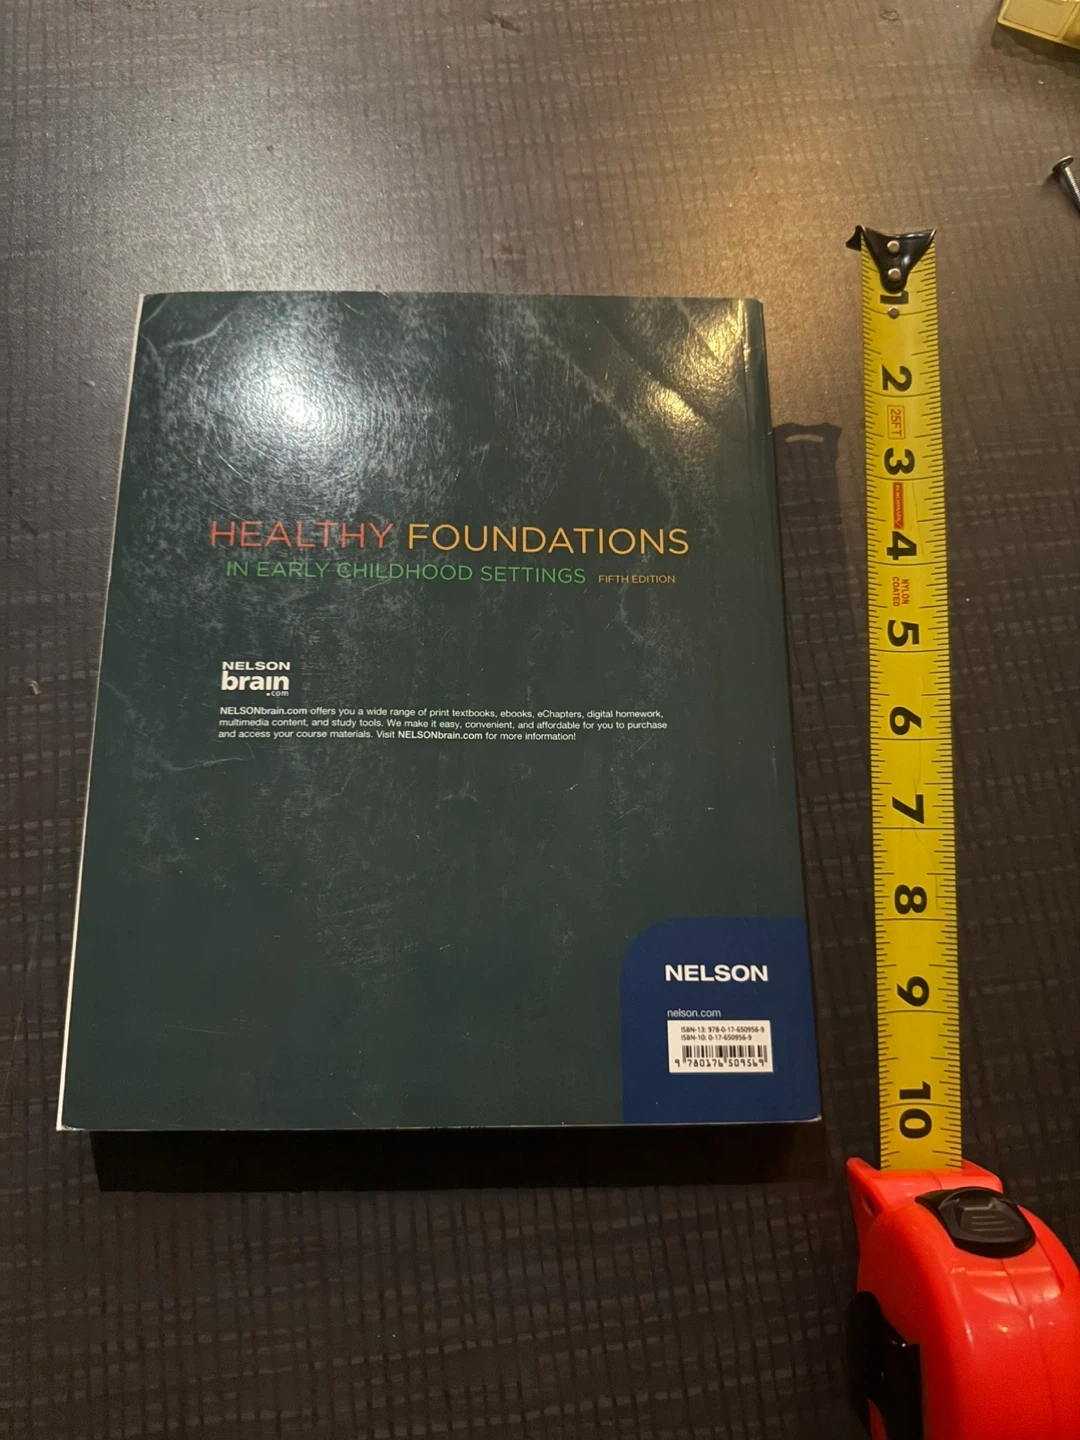 HEALTHY FOUNDATIONS
IN EARLY CHILDHOOD SETTINGS FIFTH EDITION
NELSON
brain
.com
NELSONbrain.com offers you a wide range of print textbooks, ebooks, eChapters, digital homework,
multimedia content, and study tools. We make it easy, convenient, and affordable for you to purchase
and access your course materials. Visit NELSONbrain.com for more information!
NELSON
nelson.com
ISBN-13: 978-0-17-650956-9
ISBN-10: 0-17-650956-9
9 780176 509569
1
2
25FT
3
4
NYLON
COATED
5
6
7
8
9
10